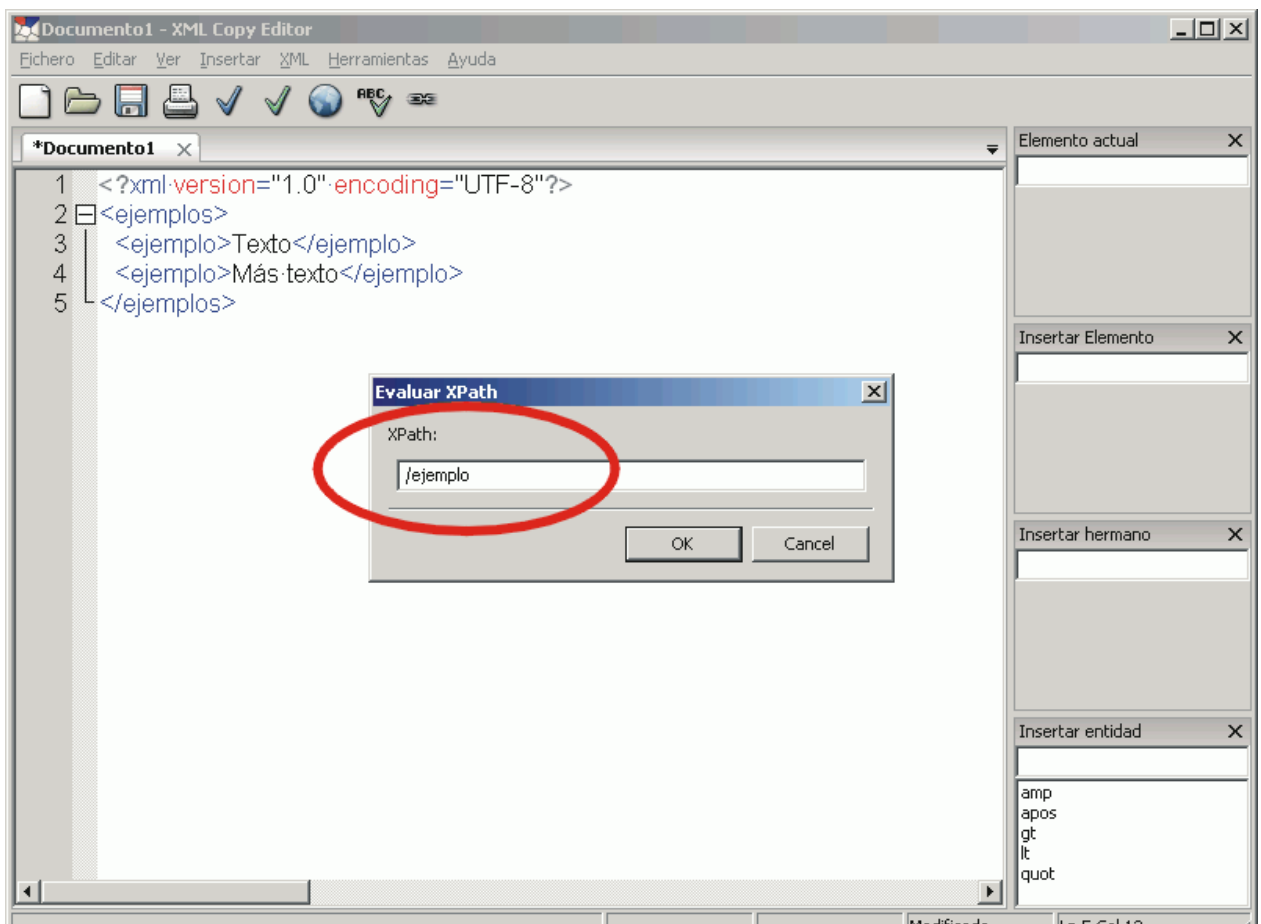 Documento1 - XML Copy Editor
Fichero Editar Ver Insertar XML Herramientas Ayuda
ABC
*Documento1
1 <?xml·version="1.0"·encoding="UTF-8"?>
2 <ejemplos>
3 <ejemplo>Texto</ejemplo>
4 <ejemplo>Más·texto</ejemplo>
5 </ejemplos>
Evaluar XPath
XPath:
/ejemplo
OK Cancel
Elemento actual
Insertar Elemento
Insertar hermano
Insertar entidad
amp
apos
gt
lt
quot
Modificado